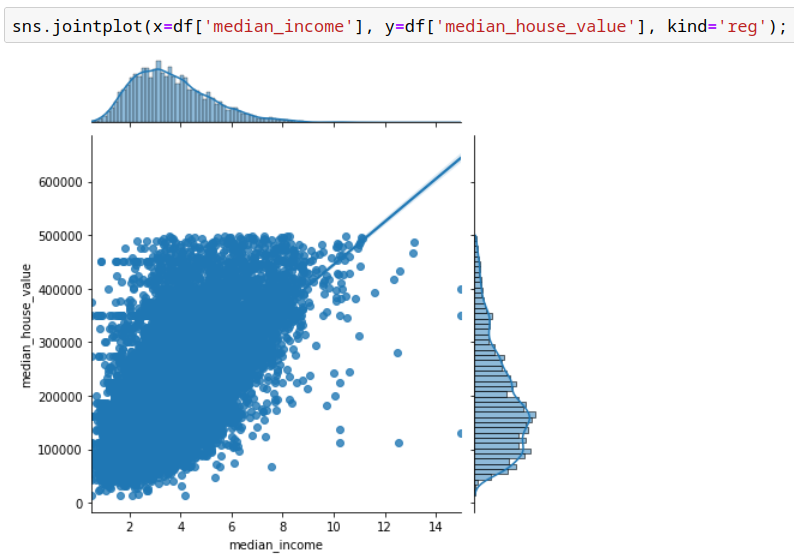 sns.jointplot(x=df['median_income'], y=df['median_house_value'], kind='reg');
600000
500000
400000
300000
200000
100000
0
median_house_value
2 4 6 8 10 12 14
median_income